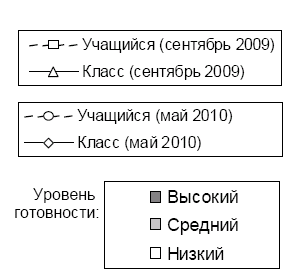 Учащийся (сентябрь 2009)
Класс (сентябрь 2009)
Учащийся (май 2010)
Класс (май 2010)
Уровень
готовности:
Высокий
Средний
Низкий